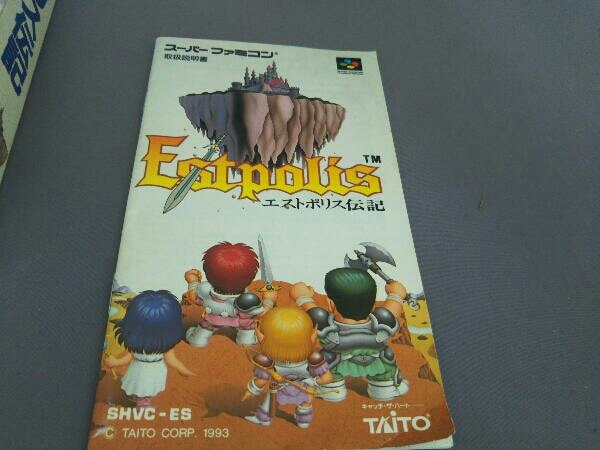 スーパーファミコン®
取扱説明書
Estpolis™
エストポリス伝記
SHVC-ES
© TAITO CORP. 1993
キャッチ・ザ・ハート
TAITO®